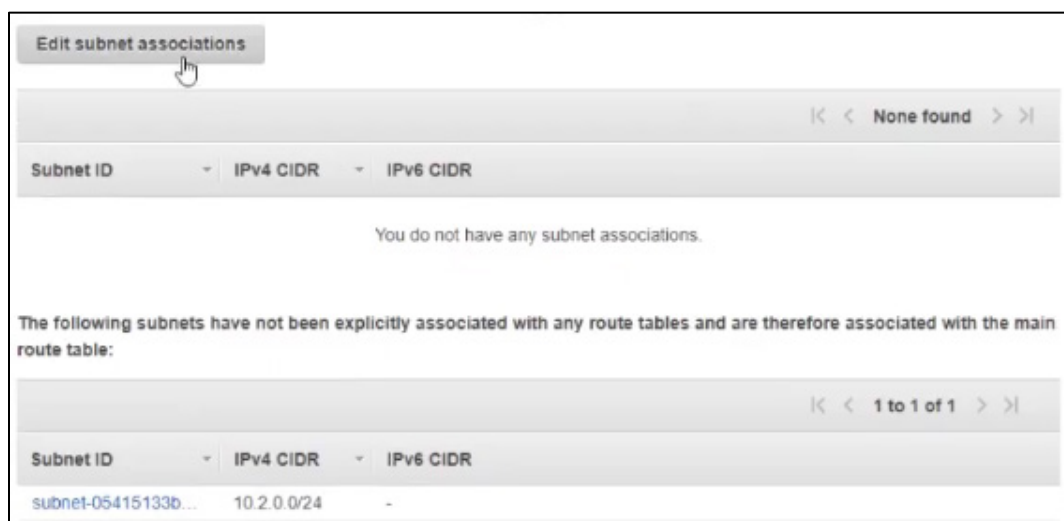 Edit subnet associations
None found
Subnet ID IPv4 CIDR IPv6 CIDR
You do not have any subnet associations.
The following subnets have not been explicitly associated with any route tables and are therefore associated with the main
route table:
1 to 1 of 1
Subnet ID IPv4 CIDR IPv6 CIDR
subnet-05415133b... 10.2.0.0/24 -